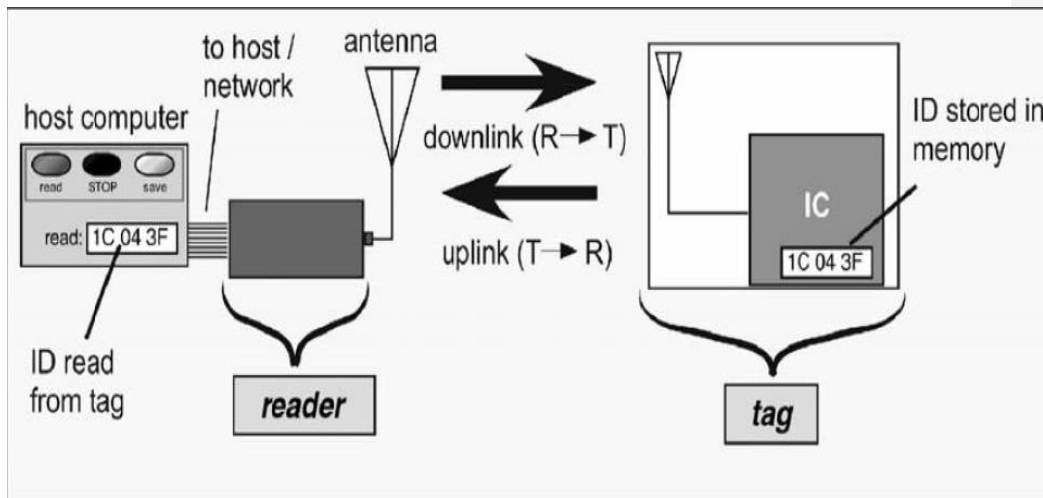 to host /
network
antenna
host computer
read STOP save
read: 1C 04 3F
ID read
from tag
reader
downlink (R→ T)
uplink (T→ R)
IC
1C 04 3F
ID stored in
memory
tag